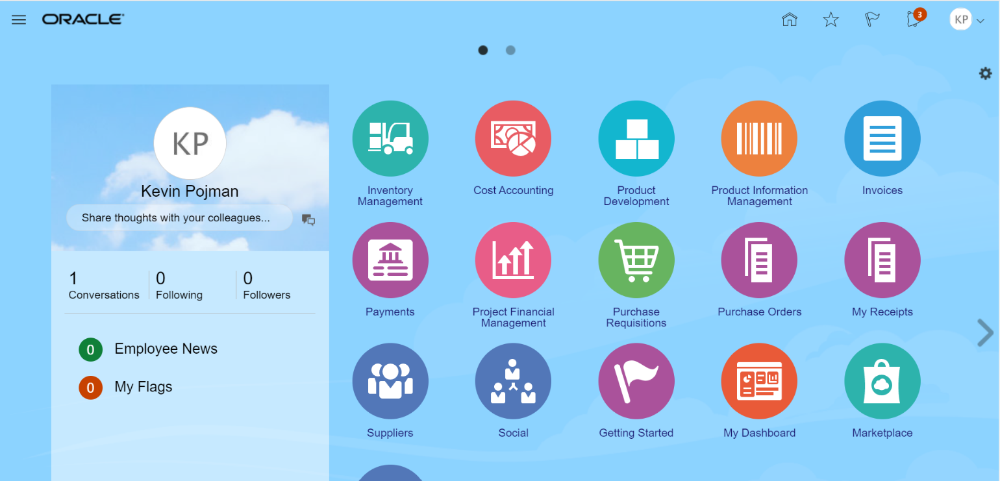 ORACLE
3
KP
KP
Kevin Pojman
Share thoughts with your colleagues...
1
Conversations
0
Following
0
Followers
0 Employee News
0 My Flags
Inventory
Management
Cost Accounting
Product
Development
Product Information
Management
Invoices
Payments
Project Financial
Management
Purchase
Requisitions
Purchase Orders
My Receipts
Suppliers
Social
Getting Started
My Dashboard
Marketplace